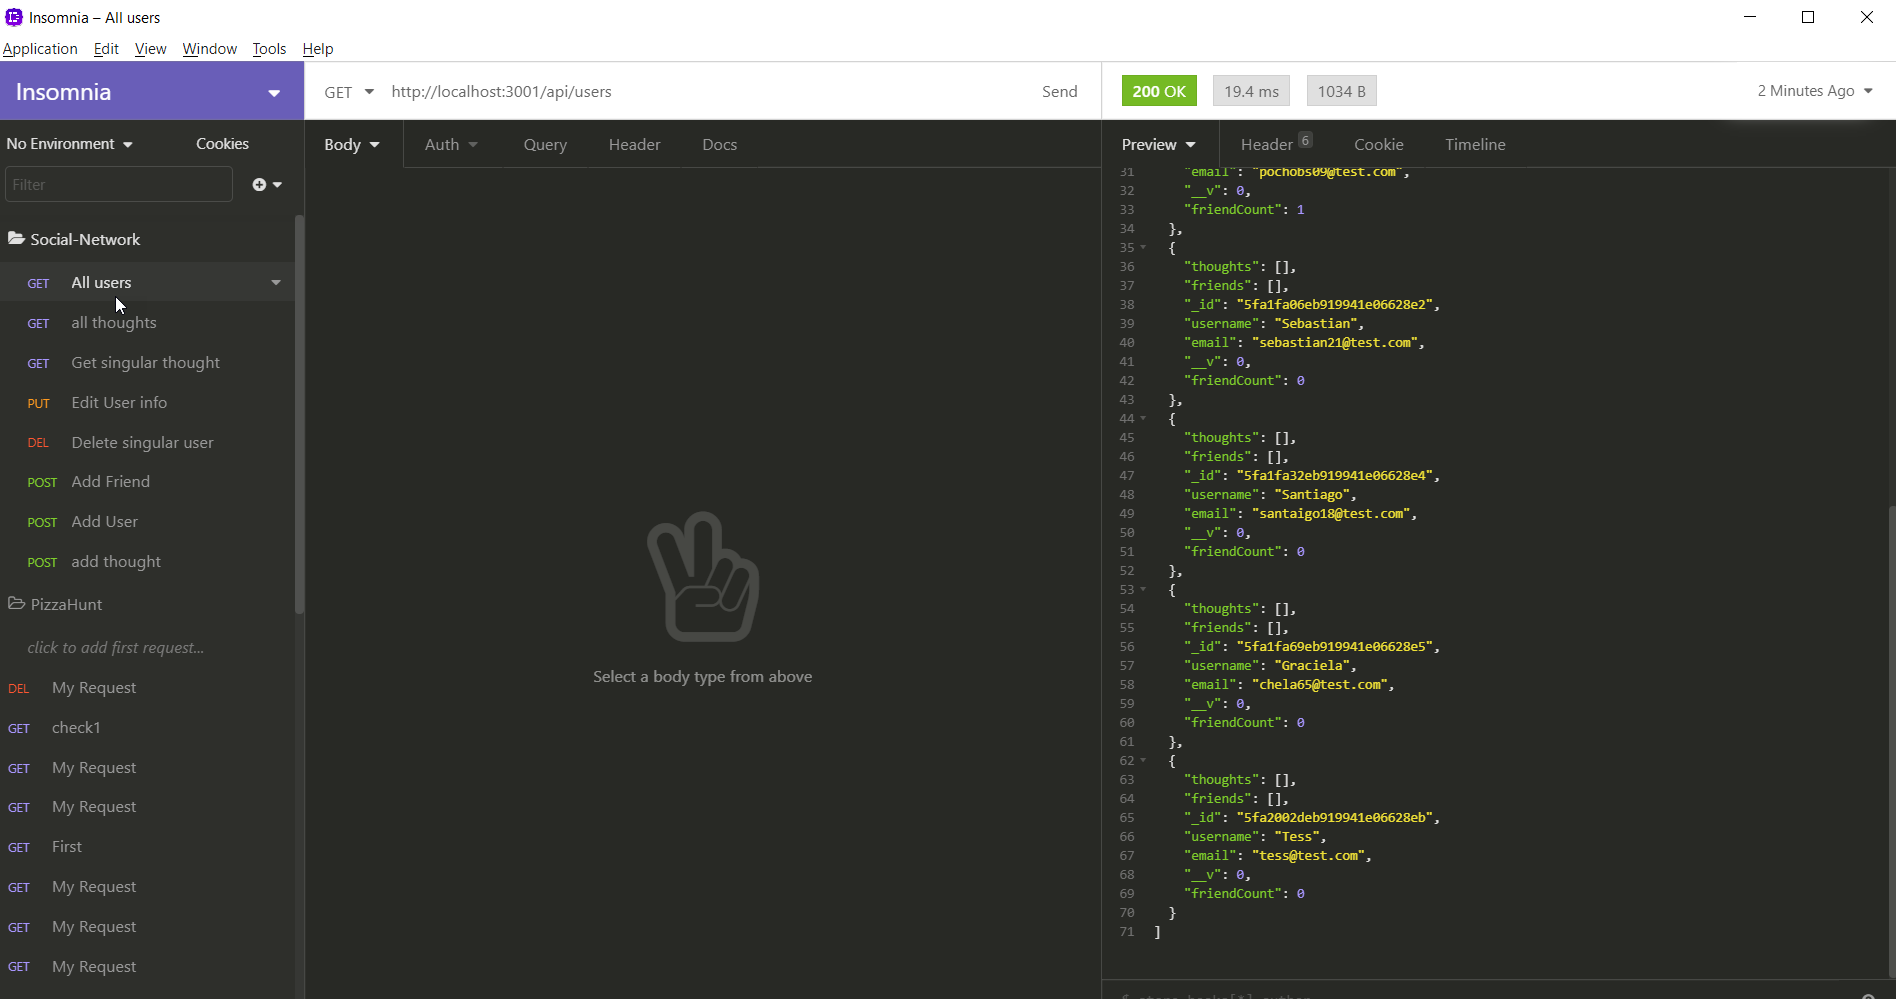 Insomnia – All users
Application Edit View Window Tools Help
Insomnia
GET http://localhost:3001/api/users Send
200 OK 19.4 ms 1034 B 2 Minutes Ago
No Environment Cookies
Body Auth Query Header Docs
Preview Header 6 Cookie Timeline
Filter
Social-Network
GET All users
GET all thoughts
GET Get singular thought
PUT Edit User info
DEL Delete singular user
POST Add Friend
POST Add User
POST add thought
PizzaHunt
click to add first request...
DEL My Request
GET check1
GET My Request
GET My Request
GET First
GET My Request
GET My Request
GET My Request
Select a body type from above
31 "email": "pochobs09@test.com",
32 "__v": 0,
33 "friendCount": 1
34 },
35 {
36 "thoughts": [],
37 "friends": [],
38 "_id": "5fa1fa06eb919941e06628e2",
39 "username": "Sebastian",
40 "email": "sebastian21@test.com",
41 "__v": 0,
42 "friendCount": 0
43 },
44 {
45 "thoughts": [],
46 "friends": [],
47 "_id": "5fa1fa32eb919941e06628e4",
48 "username": "Santiago",
49 "email": "santaigo18@test.com",
50 "__v": 0,
51 "friendCount": 0
52 },
53 {
54 "thoughts": [],
55 "friends": [],
56 "_id": "5fa1fa69eb919941e06628e5",
57 "username": "Graciela",
58 "email": "chela65@test.com",
59 "__v": 0,
60 "friendCount": 0
61 },
62 {
63 "thoughts": [],
64 "friends": [],
65 "_id": "5fa2002deb919941e06628eb",
66 "username": "Tess",
67 "email": "tess@test.com",
68 "__v": 0,
69 "friendCount": 0
70 }
71 ]